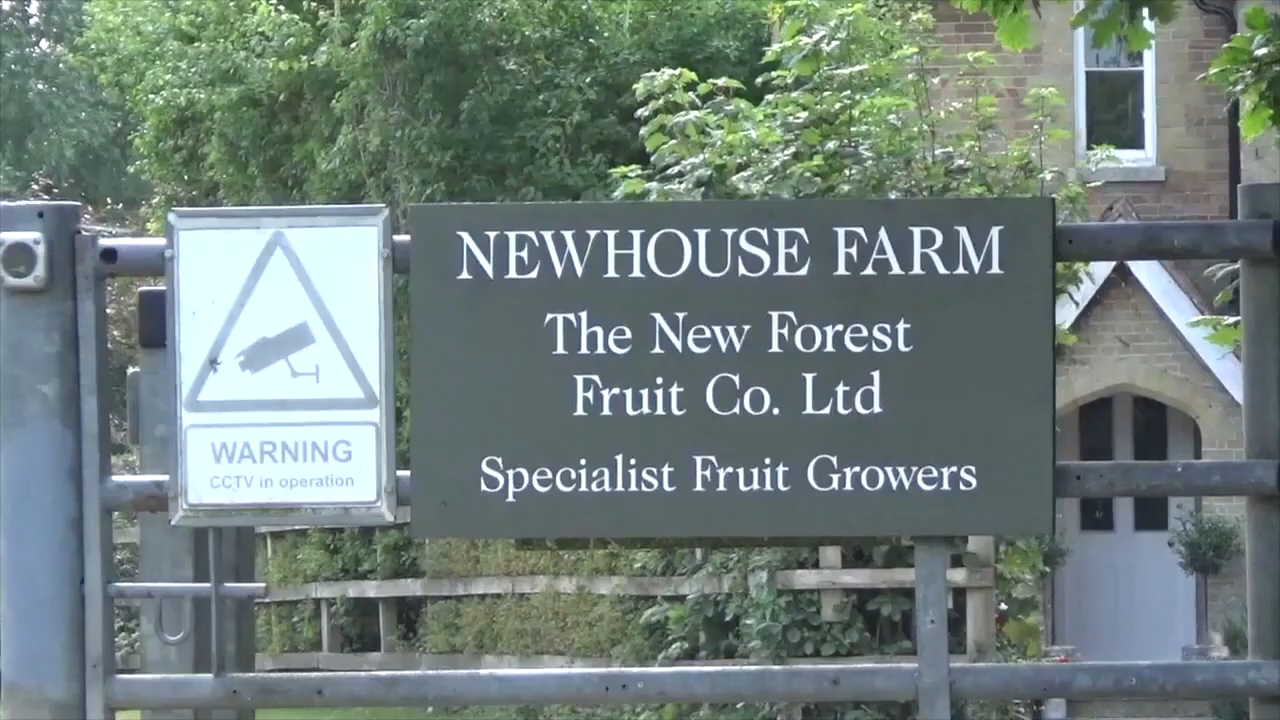 WARNING
CCTV in operation
NEWHOUSE FARM
The New Forest
Fruit Co. Ltd
Specialist Fruit Growers